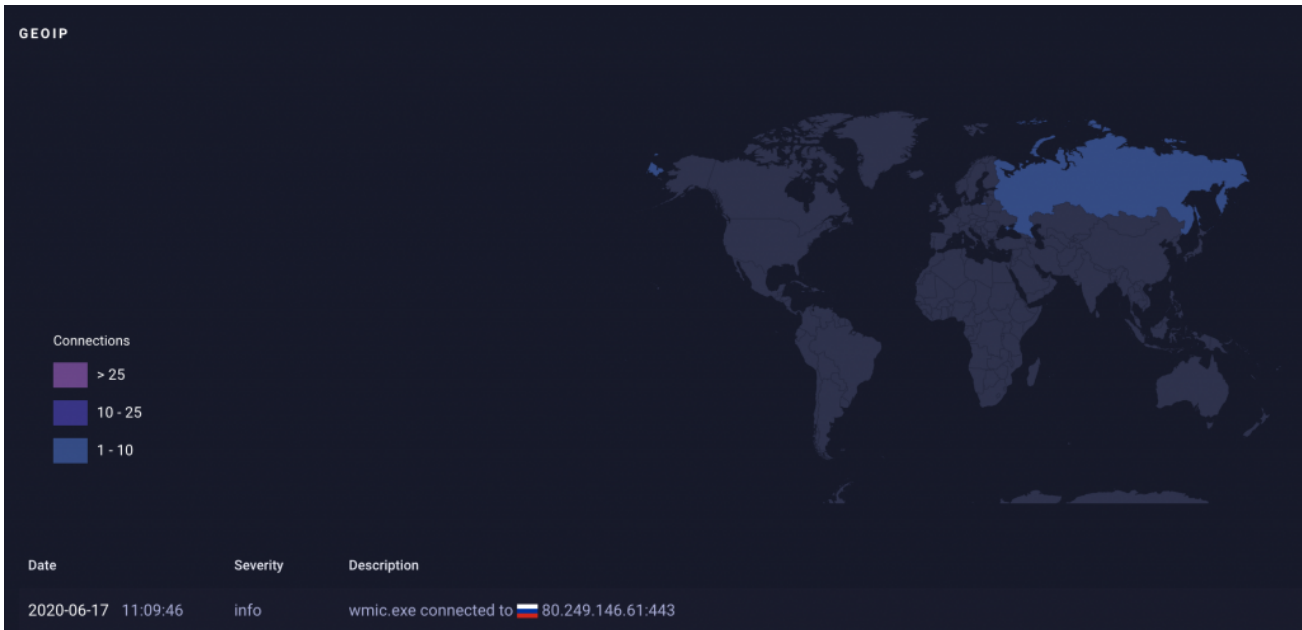 GEOIP
Connections
> 25
10 - 25
1 - 10
Date Severity Description
2020-06-17 11:09:46 info wmic.exe connected to 80.249.146.61:443